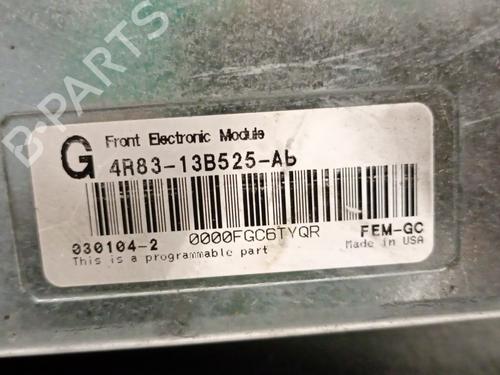 B-PARTS
Front Electronic Module
G 4R83-13B525-Ab
030104-2 0000FGC6TYQR FEM-GC
This is a programmable part Made in USA